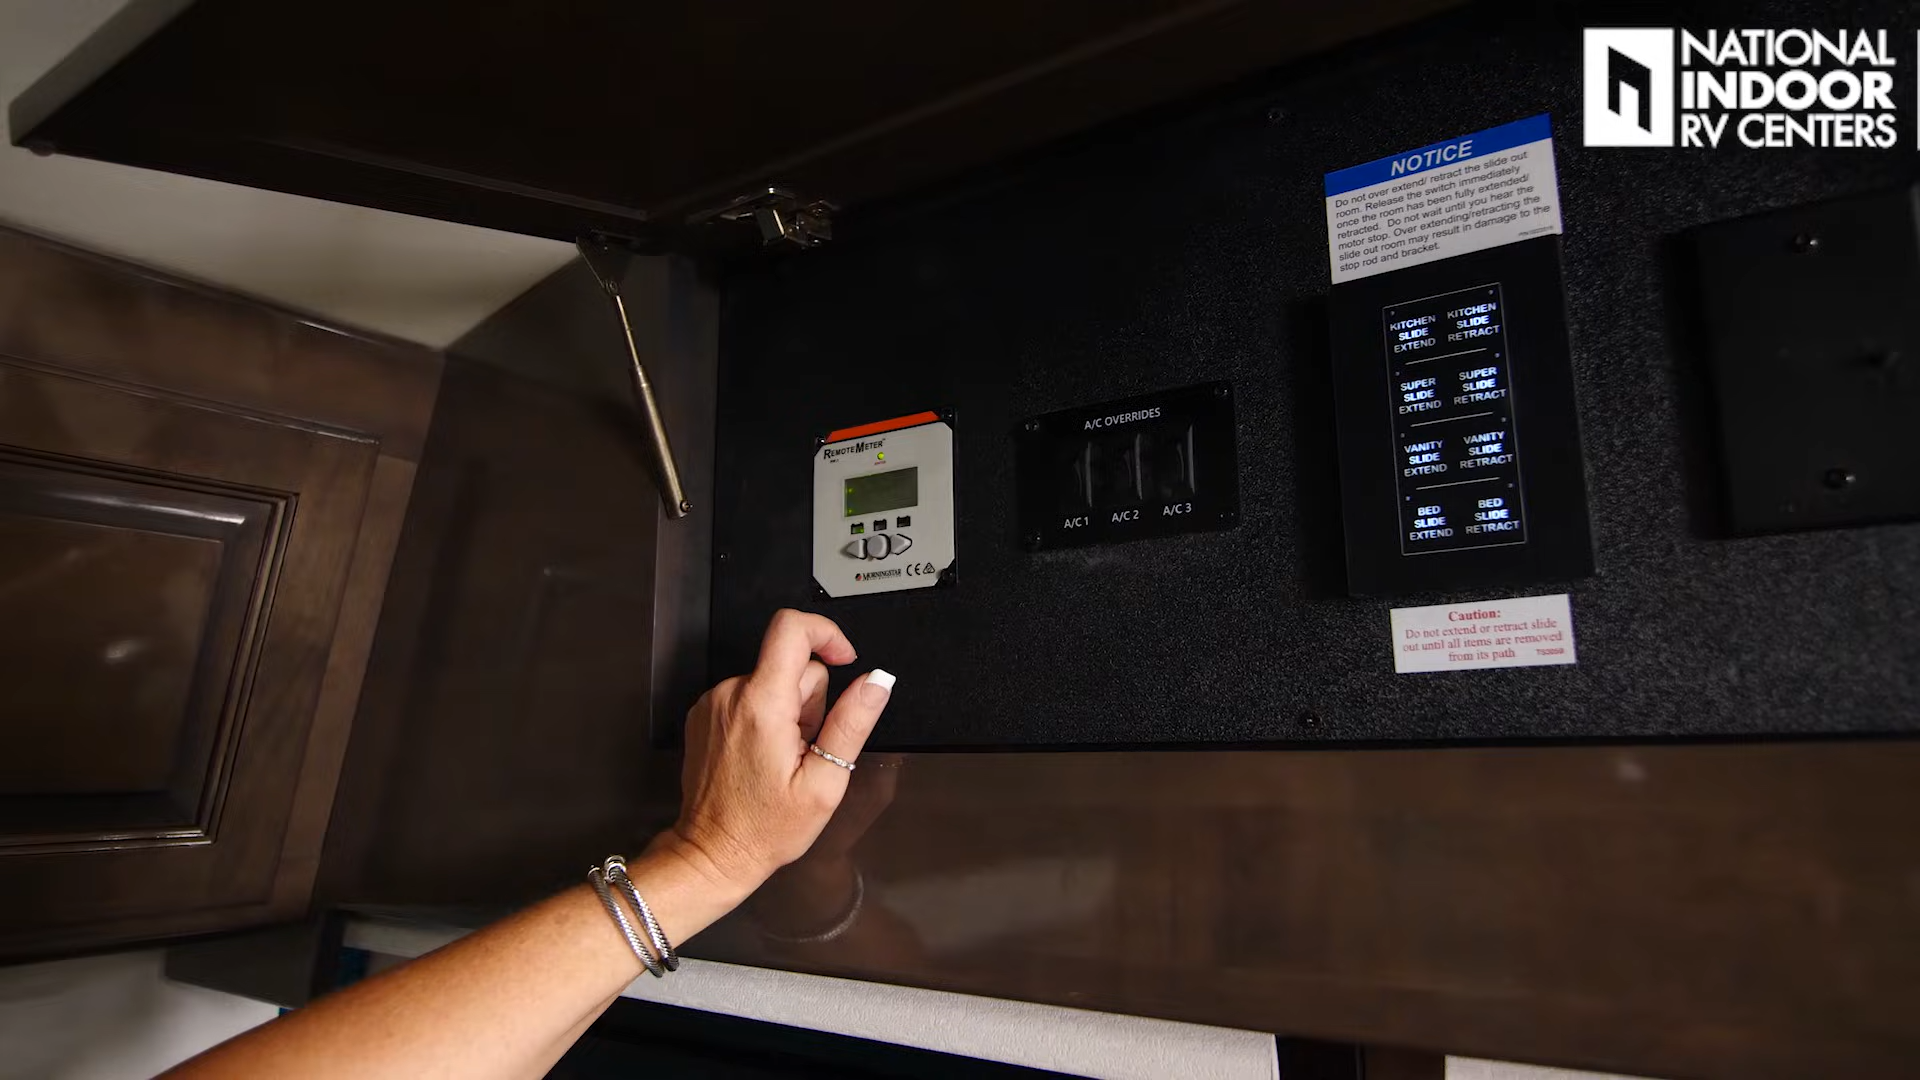 NATIONAL
INDOOR
RV CENTERS
NOTICE
Do not over extend/ retract the slide out
room. Release the switch immediately
once the room has been fully extended/
retracted. Do not wait until you hear the
motor stop. Over extending/retracting the
slide out room may result in damage to the
stop rod and bracket.
KITCHEN SLIDE EXTEND
KITCHEN SLIDE RETRACT
SUPER SLIDE EXTEND
SUPER SLIDE RETRACT
VANITY SLIDE EXTEND
VANITY SLIDE RETRACT
BED SLIDE EXTEND
BED SLIDE RETRACT
A/C OVERRIDES
A/C 1 A/C 2 A/C 3
REMOTEMETER
MORNINGSTAR CE
Caution:
Do not extend or retract slide
out until all items are removed
from its path